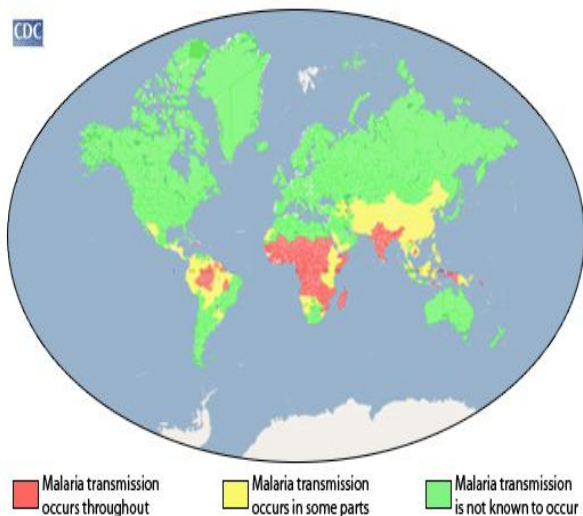 CDC
Malaria transmission
occurs throughout
Malaria transmission
occurs in some parts
Malaria transmission
is not known to occur